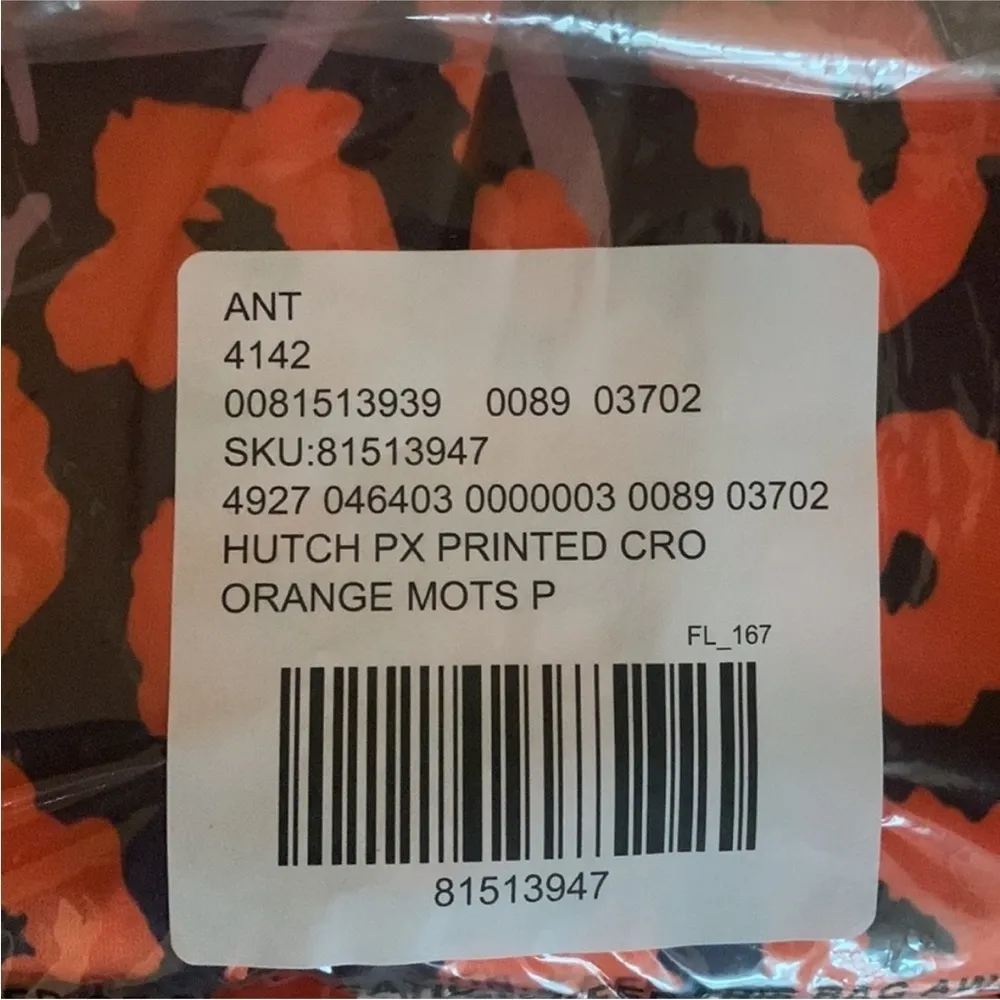 ANT
4142
0081513939 0089 03702
SKU:81513947
4927 046403 0000003 0089 03702
HUTCH PX PRINTED CRO
ORANGE MOTS P
FL_167
81513947